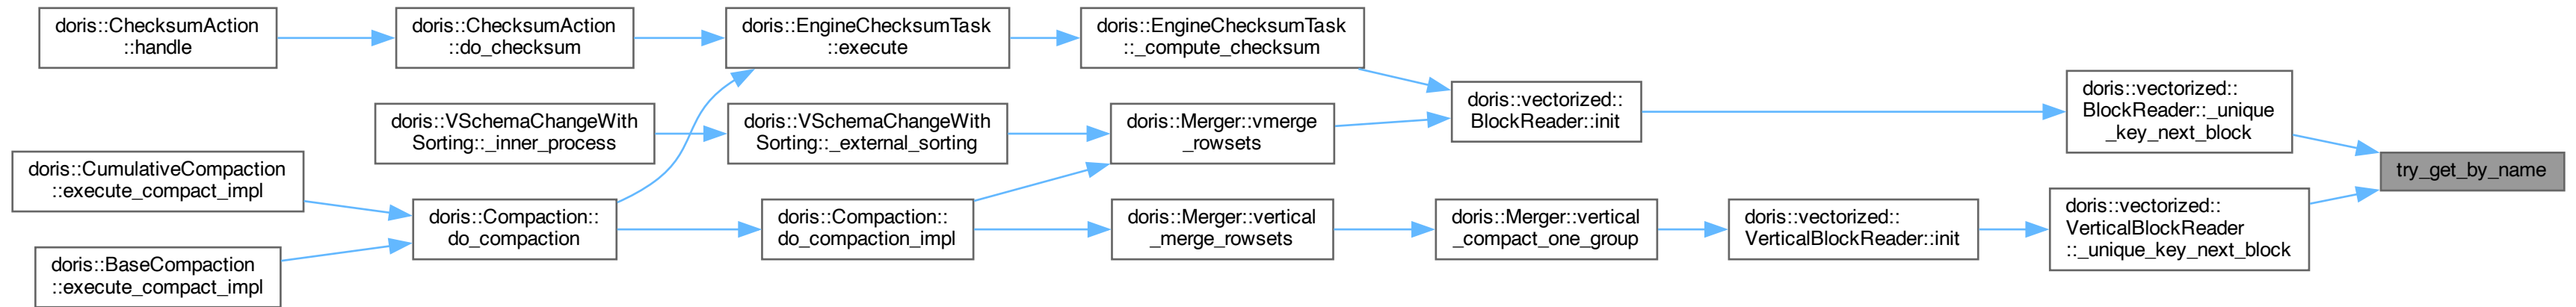 doris::ChecksumAction
::handle
doris::ChecksumAction
::do_checksum
doris::EngineChecksumTask
::execute
doris::EngineChecksumTask
::_compute_checksum
doris::vectorized::
BlockReader::init
doris::vectorized::
BlockReader::_unique
_key_next_block
doris::VSchemaChangeWith
Sorting::_inner_process
doris::VSchemaChangeWith
Sorting::_external_sorting
doris::Merger::vmerge
_rowsets
try_get_by_name
doris::CumulativeCompaction
::execute_compact_impl
doris::Compaction::
do_compaction
doris::Compaction::
do_compaction_impl
doris::Merger::vertical
_merge_rowsets
doris::Merger::vertical
_compact_one_group
doris::vectorized::
VerticalBlockReader::init
doris::vectorized::
VerticalBlockReader
::_unique_key_next_block
doris::BaseCompaction
::execute_compact_impl